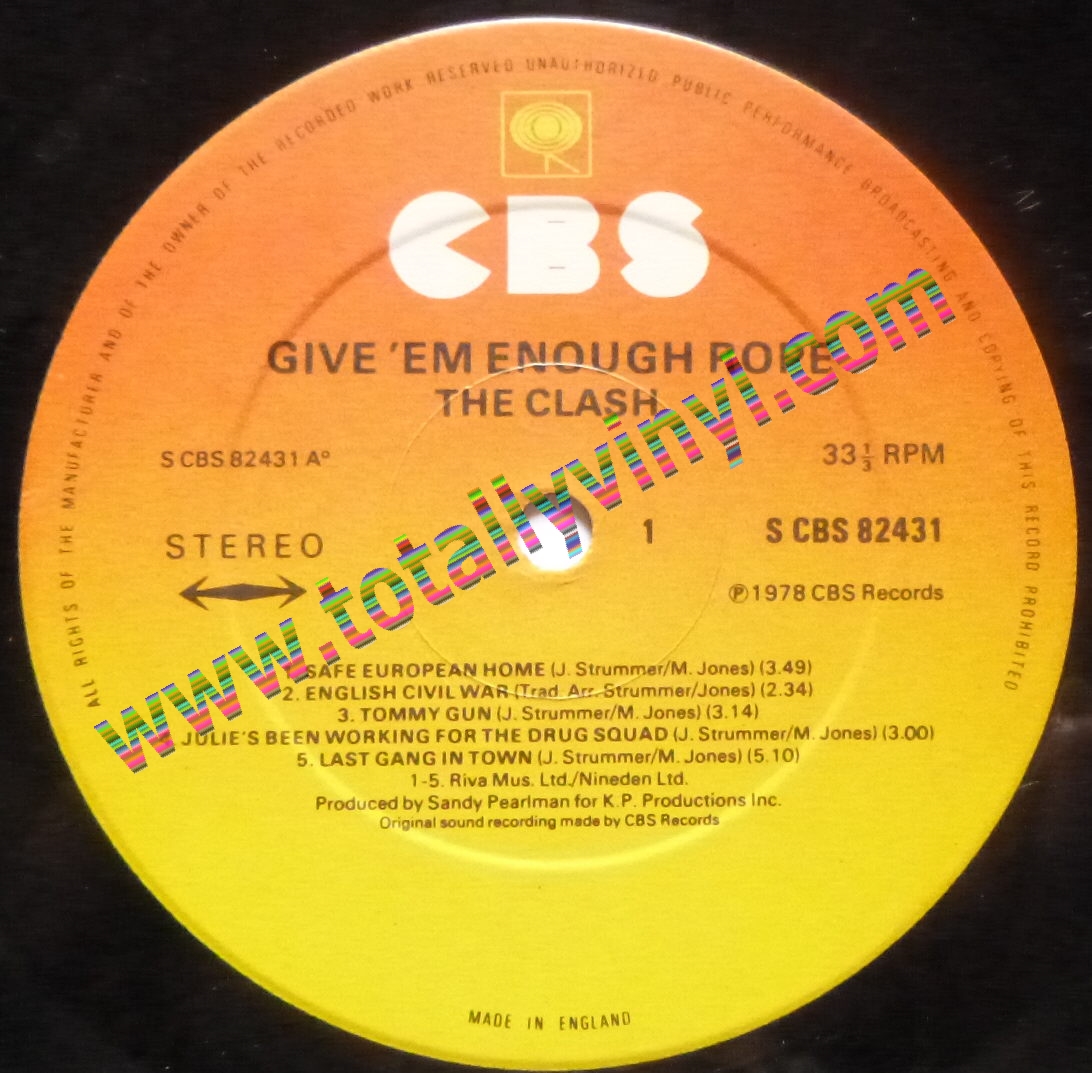 ALL RIGHTS OF THE MANUFACTURER AND OF THE OWNER OF THE RECORDED WORK RESERVED UNAUTHORIZED PUBLIC PERFORMANCE BROADCASTING AND COPYING OF THIS RECORD PROHIBITED
CBS
GIVE 'EM ENOUGH ROPE
THE CLASH
S CBS 82431 Aº
33⅓ RPM
STEREO
1
S CBS 82431
℗1978 CBS Records
www.totallyvinyl.com
1. SAFE EUROPEAN HOME (J. Strummer/M. Jones) (3.49)
2. ENGLISH CIVIL WAR (Trad. Arr. Strummer/Jones) (2.34)
3. TOMMY GUN (J. Strummer/M. Jones) (3.14)
JULIE'S BEEN WORKING FOR THE DRUG SQUAD (J. Strummer/M. Jones) (3.00)
5. LAST GANG IN TOWN (J. Strummer/M. Jones) (5.10)
1-5. Riva Mus. Ltd./Nineden Ltd.
Produced by Sandy Pearlman for K.P. Productions Inc.
Original sound recording made by CBS Records
MADE IN ENGLAND